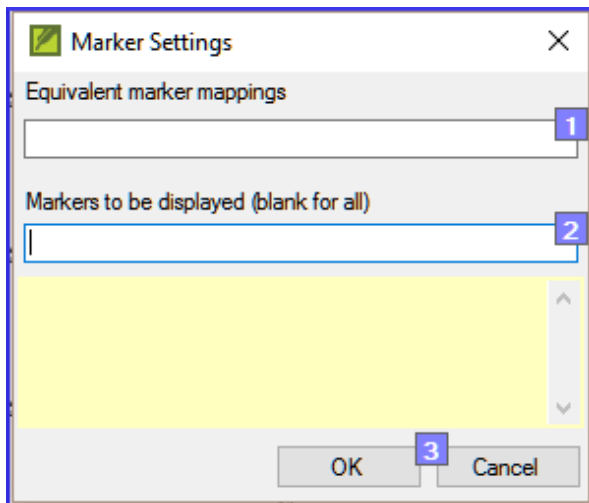 Marker Settings
Equivalent marker mappings
1
Markers to be displayed (blank for all)
2
3
OK Cancel